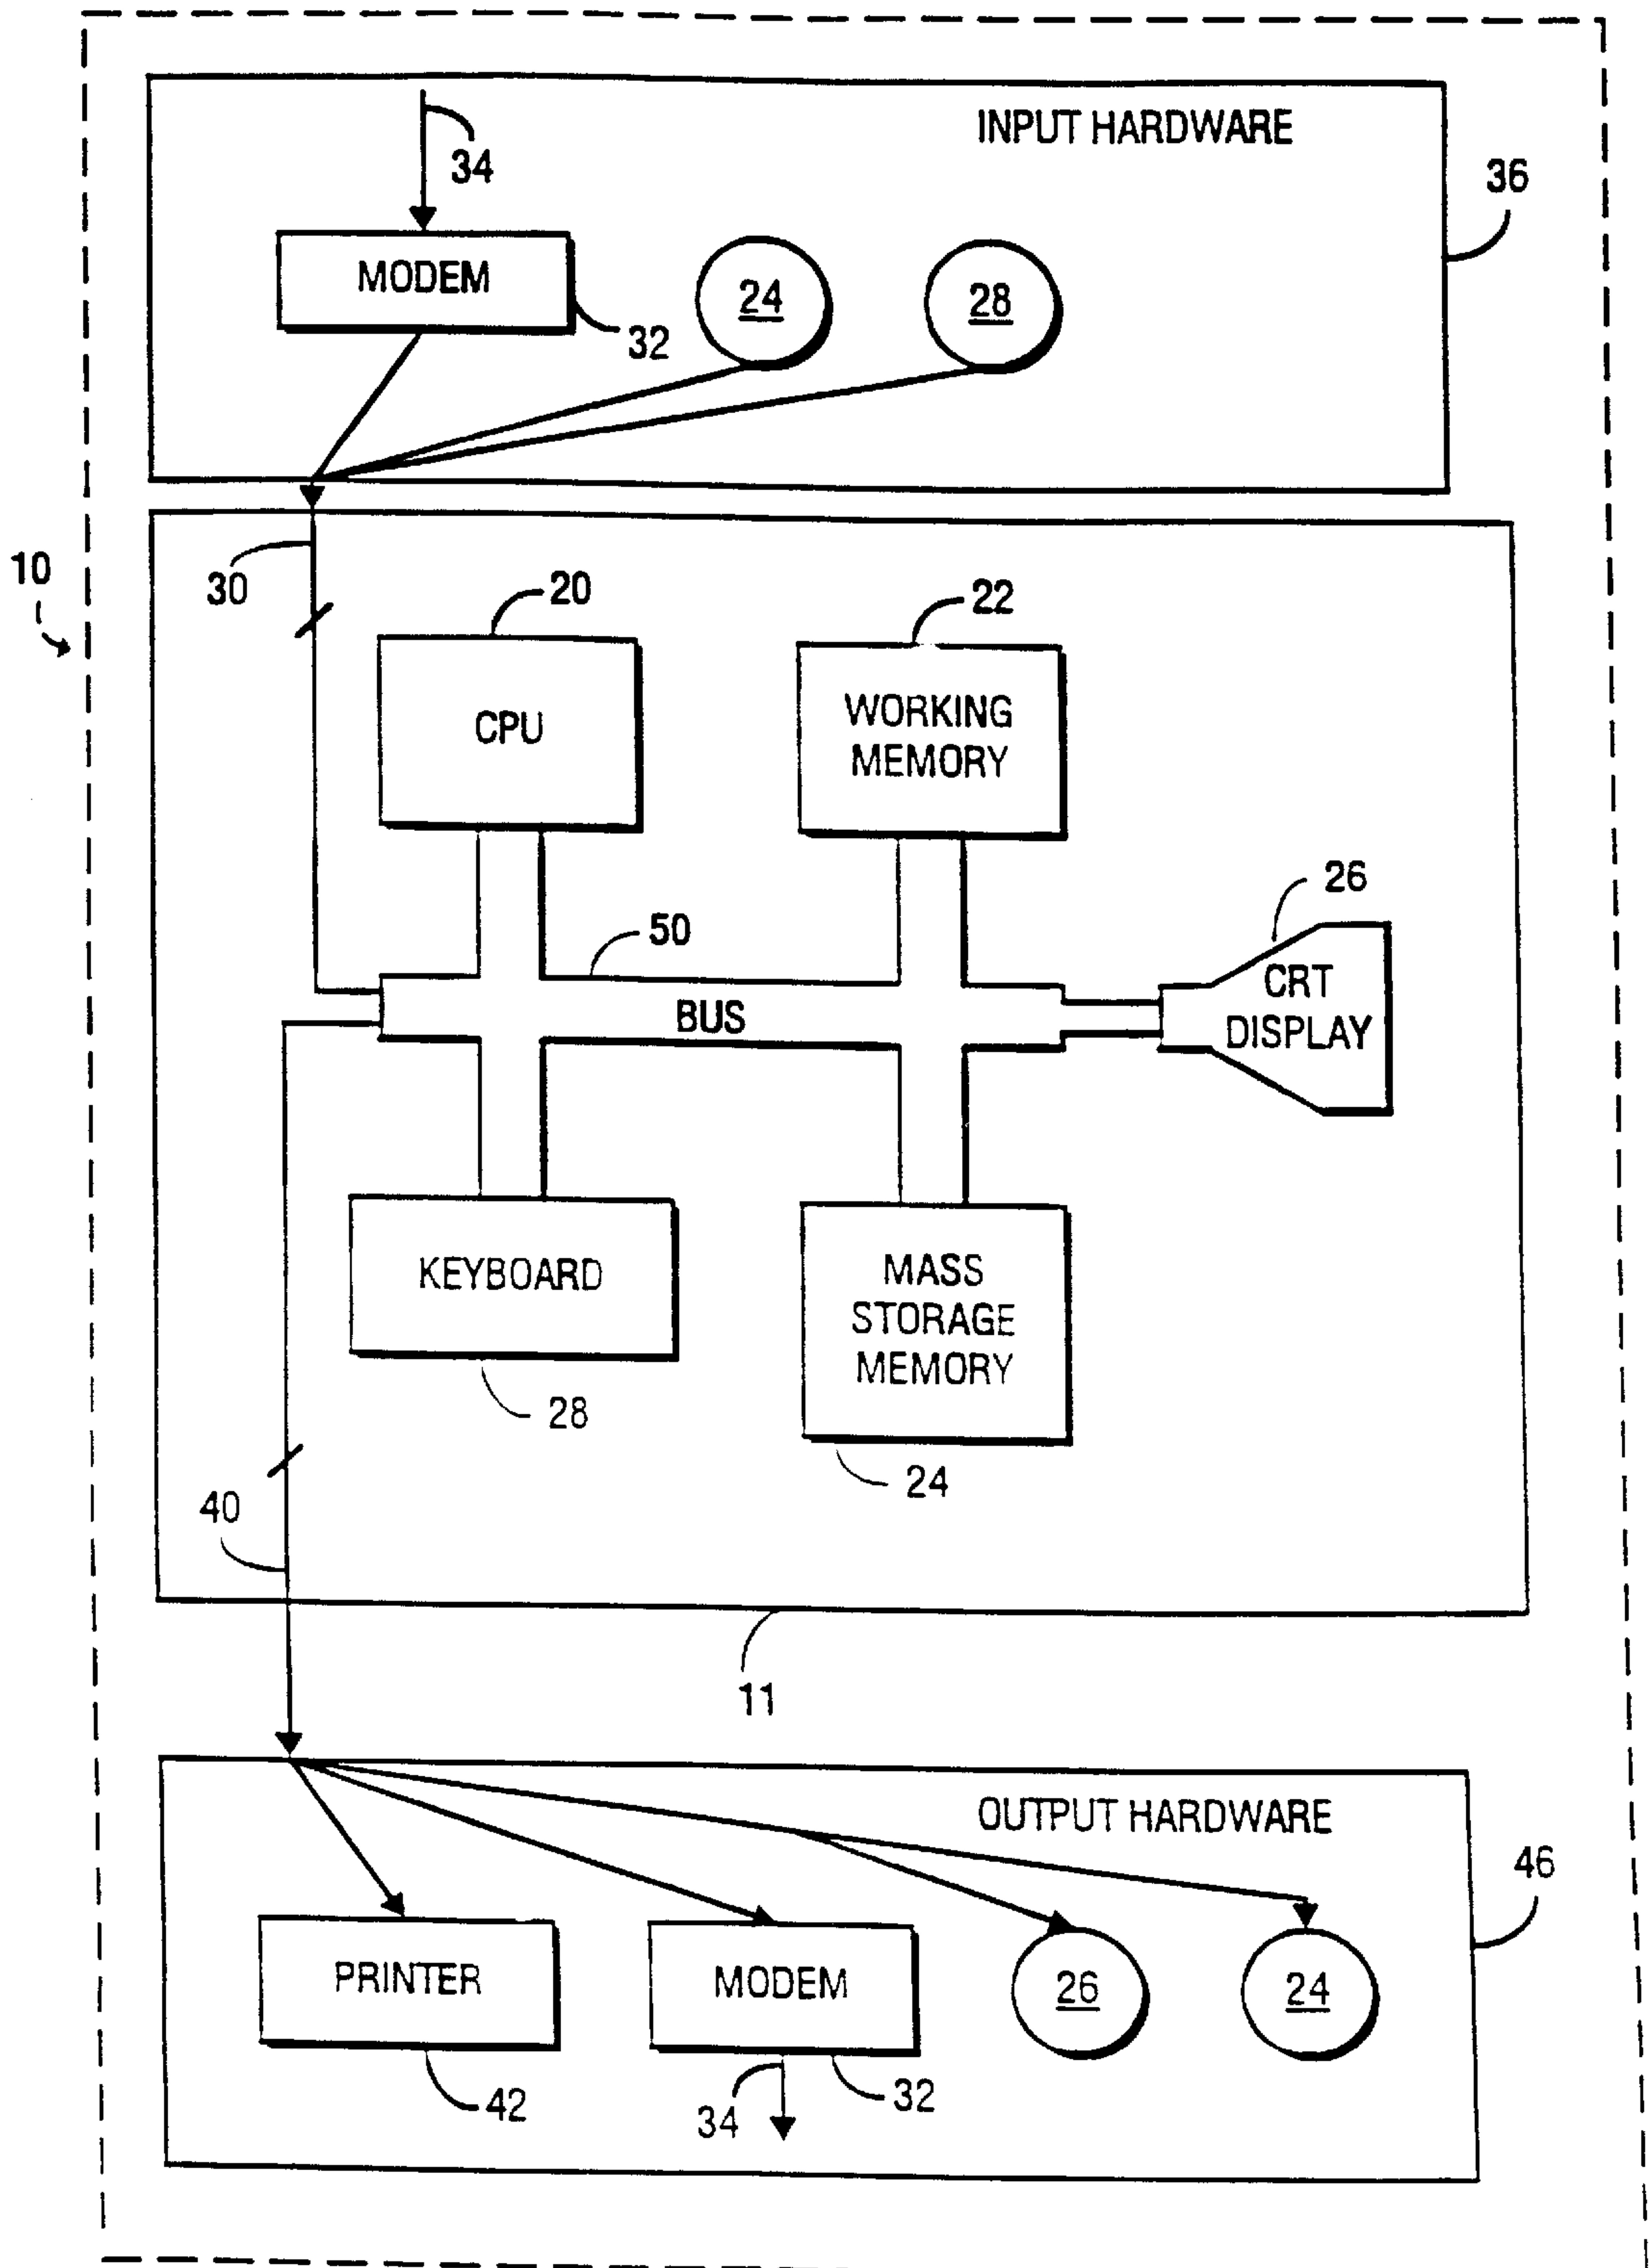 INPUT HARDWARE
34
36
MODEM
24
28
32
10
30
20
22
CPU
WORKING
MEMORY
26
50
CRT
DISPLAY
BUS
KEYBOARD
MASS
STORAGE
MEMORY
28
24
40
11
OUTPUT HARDWARE
46
PRINTER
MODEM
26
24
42
34
32